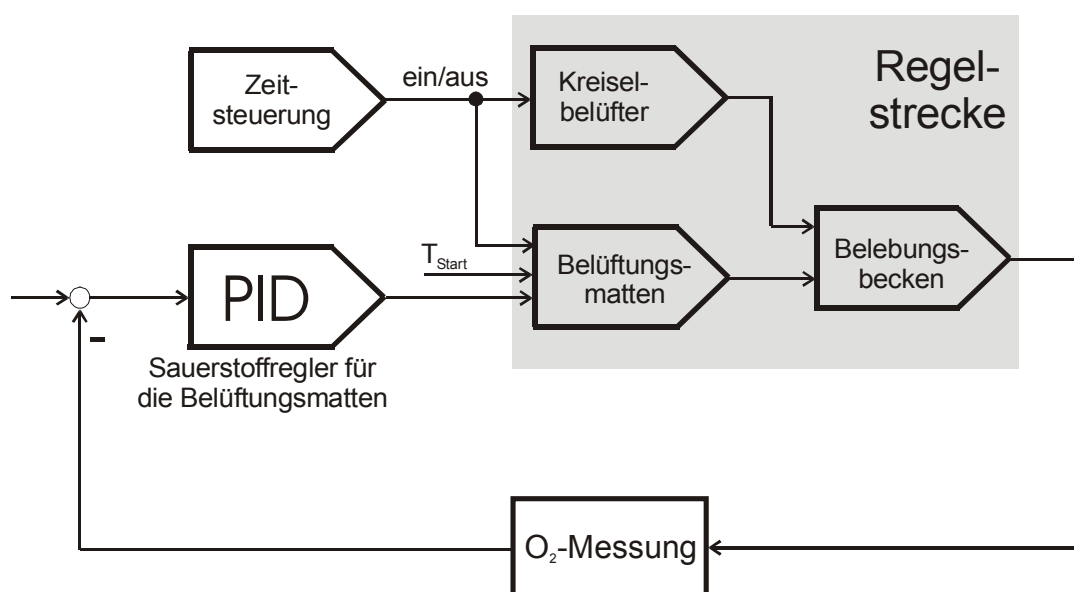 Zeit-
steuerung
ein/aus
Kreisel-
belüfter
Regel-
strecke
T_Start
Belüftungs-
matten
Belebungs-
becken
PID
-
Sauerstoffregler für
die Belüftungsmatten
O₂-Messung